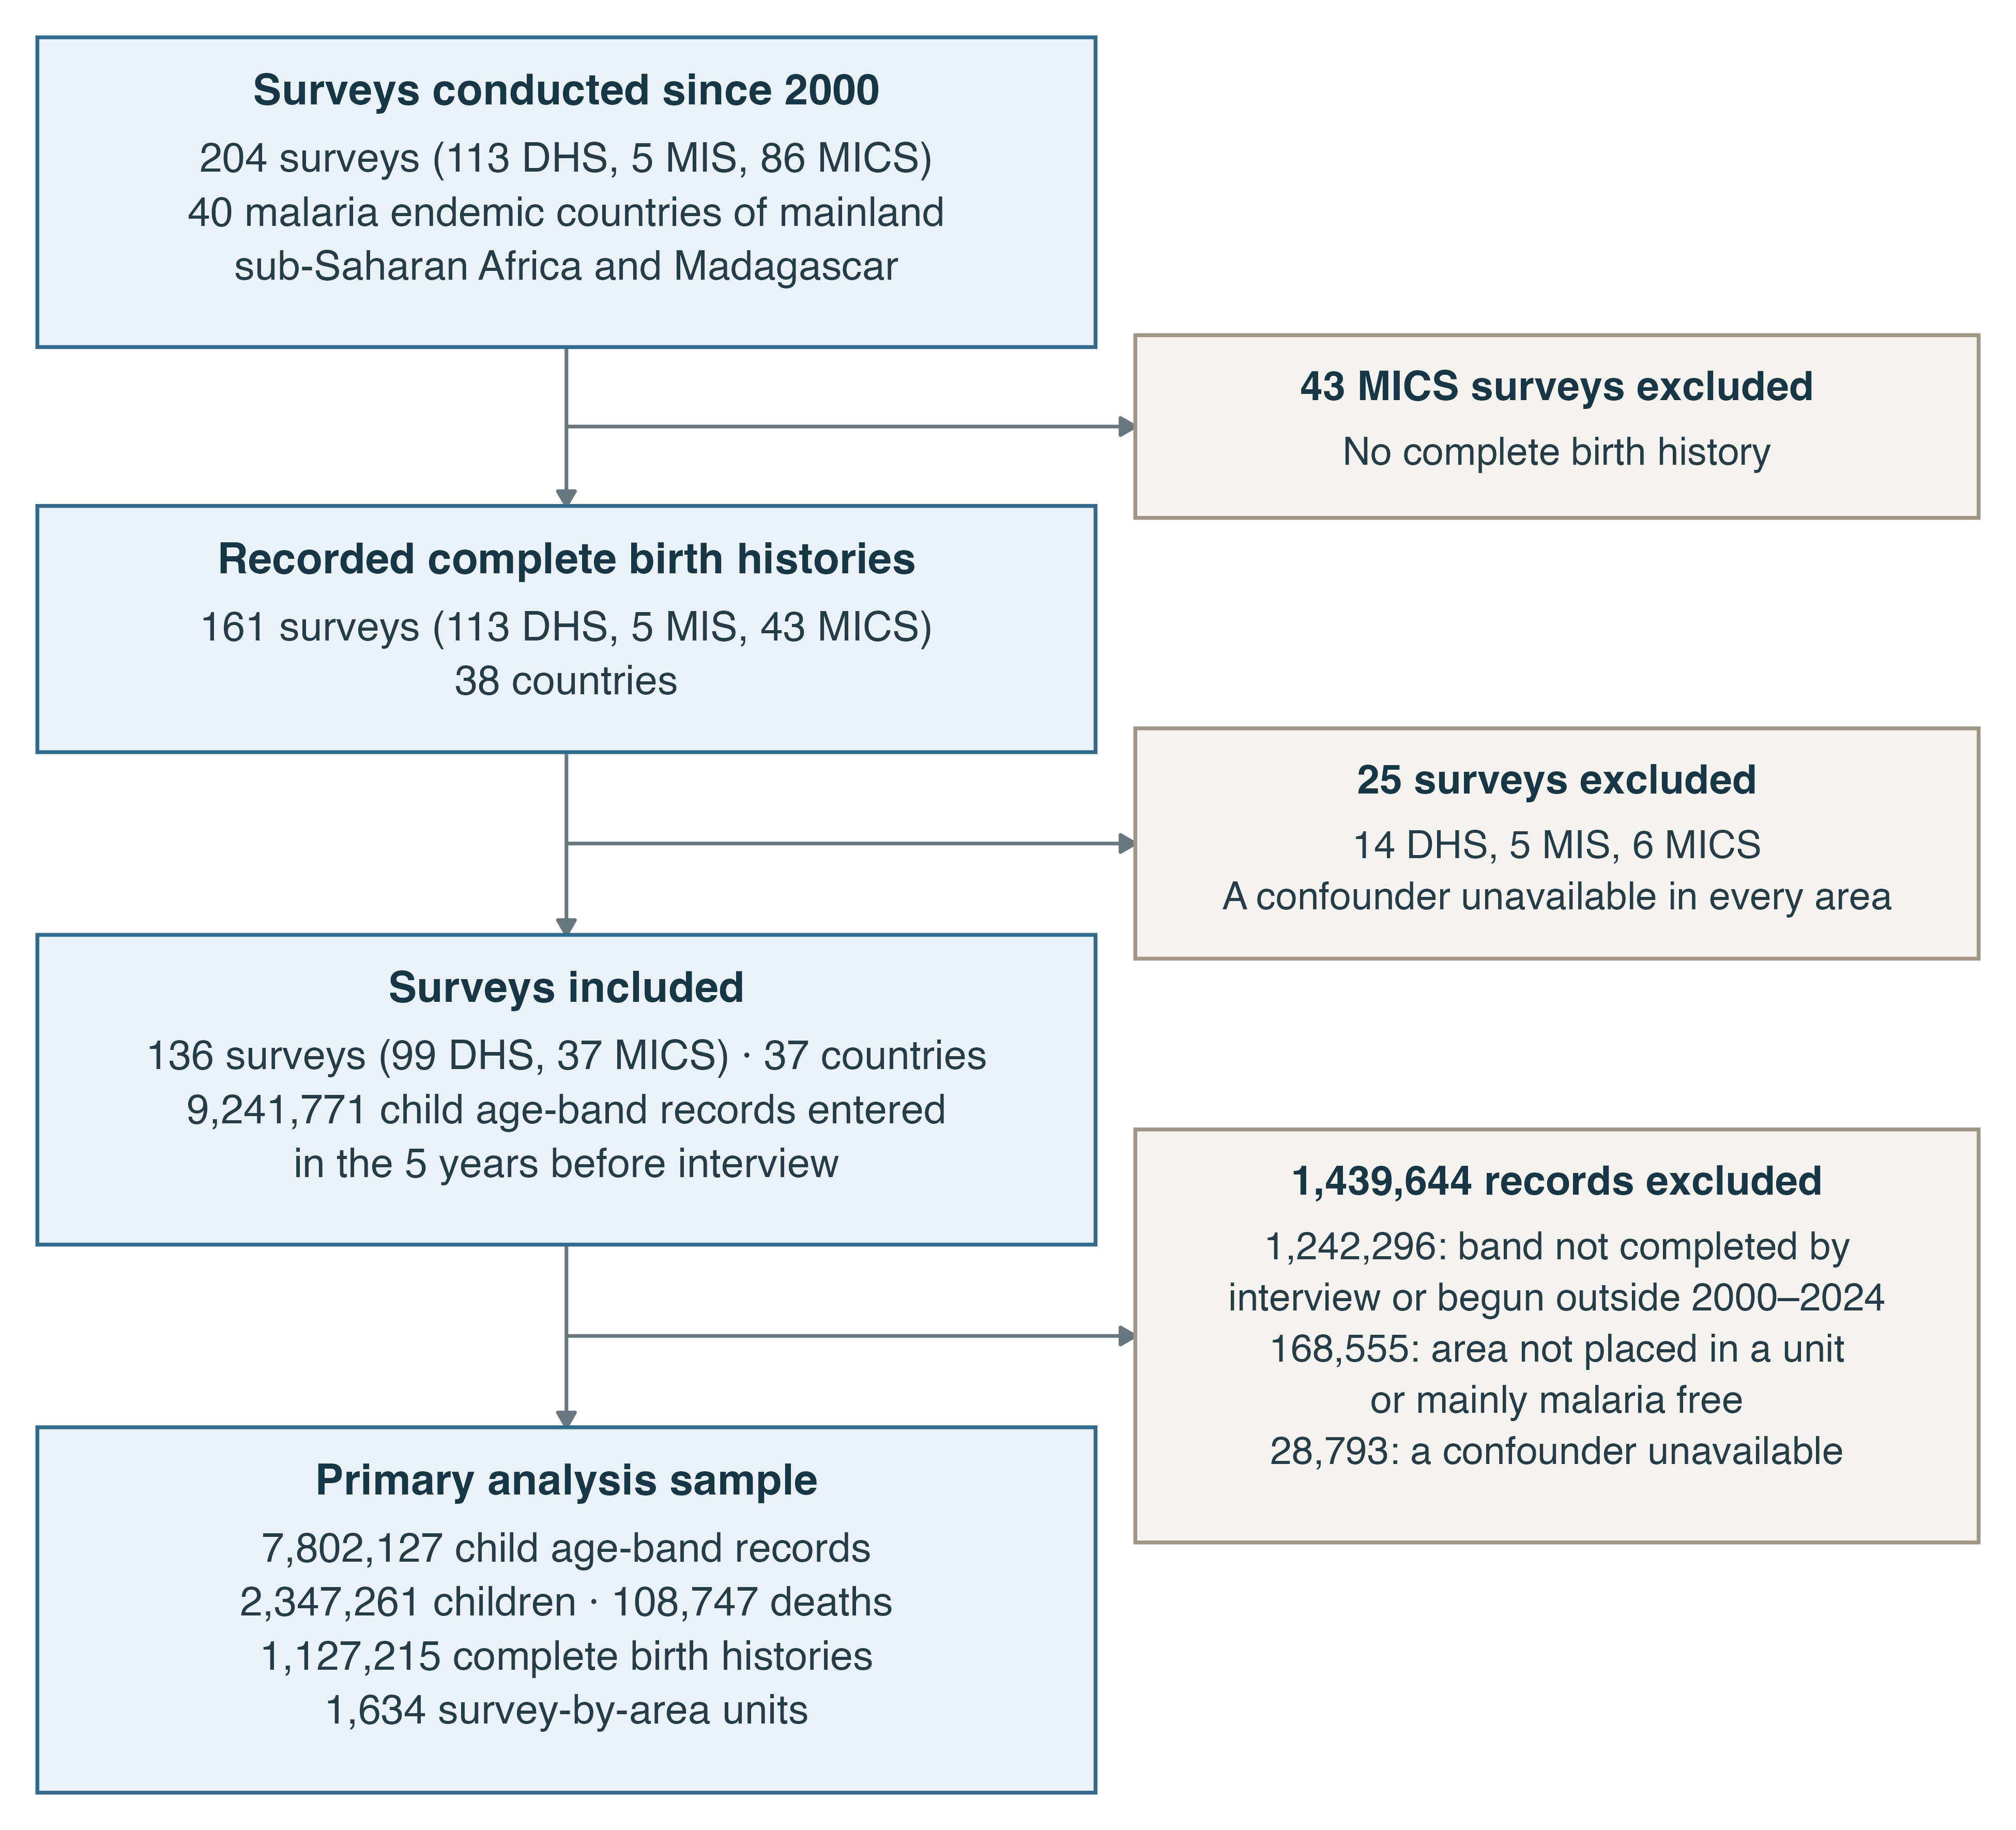 Surveys conducted since 2000
204 surveys (113 DHS, 5 MIS, 86 MICS)
40 malaria endemic countries of mainland
sub-Saharan Africa and Madagascar
43 MICS surveys excluded
No complete birth history
Recorded complete birth histories
161 surveys (113 DHS, 5 MIS, 43 MICS)
38 countries
25 surveys excluded
14 DHS, 5 MIS, 6 MICS
A confounder unavailable in every area
Surveys included
136 surveys (99 DHS, 37 MICS) · 37 countries
9,241,771 child age-band records entered
in the 5 years before interview
1,439,644 records excluded
1,242,296: band not completed by
interview or begun outside 2000–2024
168,555: area not placed in a unit
or mainly malaria free
28,793: a confounder unavailable
Primary analysis sample
7,802,127 child age-band records
2,347,261 children · 108,747 deaths
1,127,215 complete birth histories
1,634 survey-by-area units